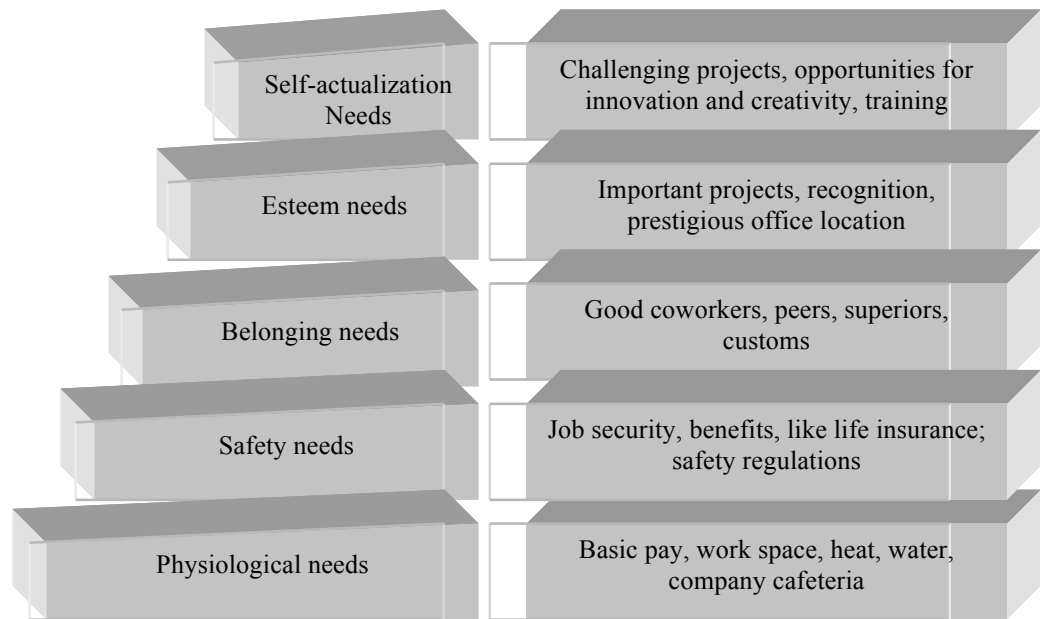 Self-actualization
Needs
Challenging projects, opportunities for
innovation and creativity, training
Esteem needs
Important projects, recognition,
prestigious office location
Belonging needs
Good coworkers, peers, superiors,
customs
Safety needs
Job security, benefits, like life insurance;
safety regulations
Physiological needs
Basic pay, work space, heat, water,
company cafeteria